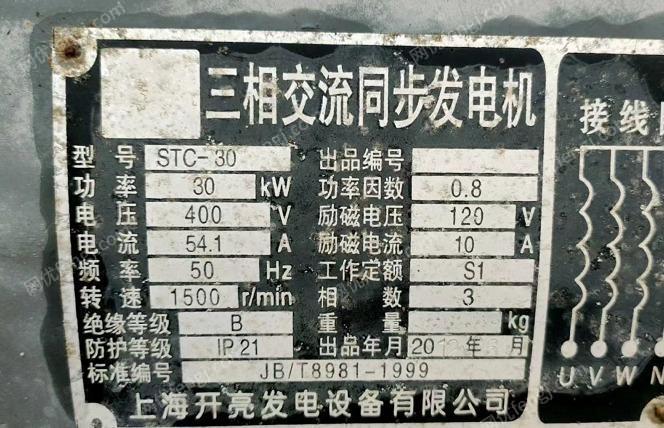 三相交流同步发电机
接线
型号 STC-30 出品编号
功率 30 kW 功率因数 0.8
电压 400 V 励磁电压 120 V
电流 54.1 A 励磁电流 10 A
频率 50 Hz 工作定额 S1
转速 1500 r/min 相数 3
绝缘等级 B 重量 kg
防护等级 IP21 出品年月 201 年 月
标准编号 JB/T8981-1999
上海开亮发电设备有限公司
U V W N